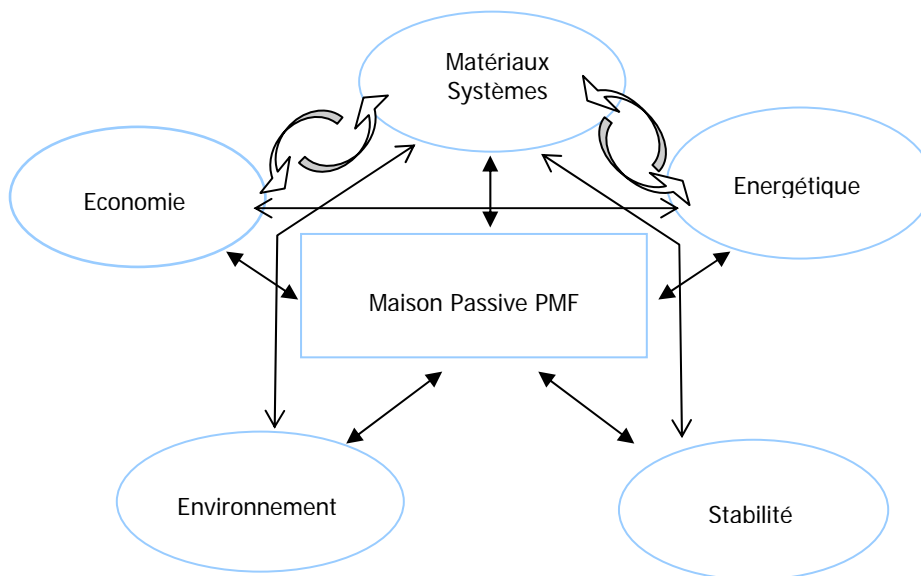 Matériaux
Systèmes
Economie
Energétique
Maison Passive PMF
Environnement
Stabilité